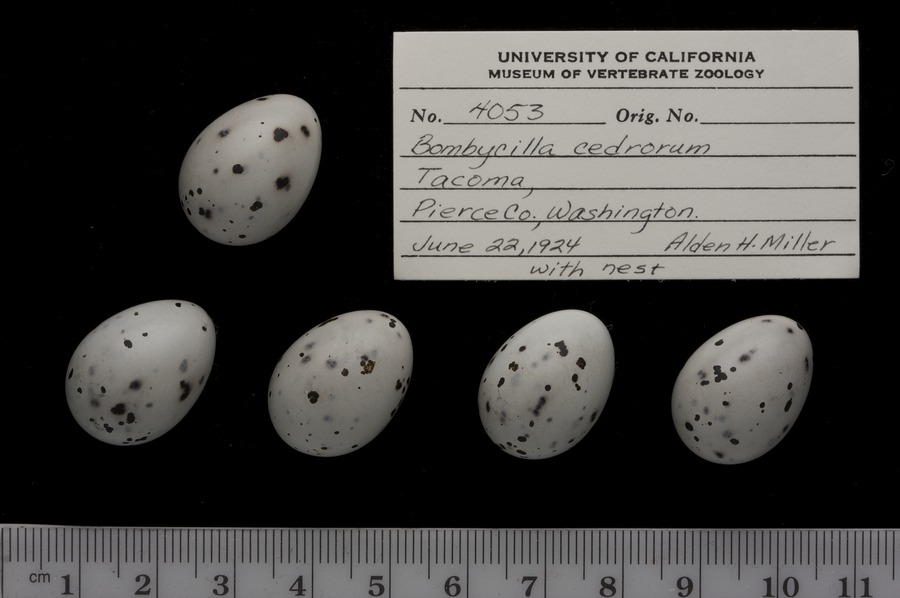 UNIVERSITY OF CALIFORNIA
MUSEUM OF VERTEBRATE ZOOLOGY
No. 4053 Orig. No.
Bombycilla cedrorum
Tacoma,
Pierce Co., Washington.
June 22, 1924 Alden H. Miller
with nest
cm 1 2 3 4 5 6 7 8 9 10 11